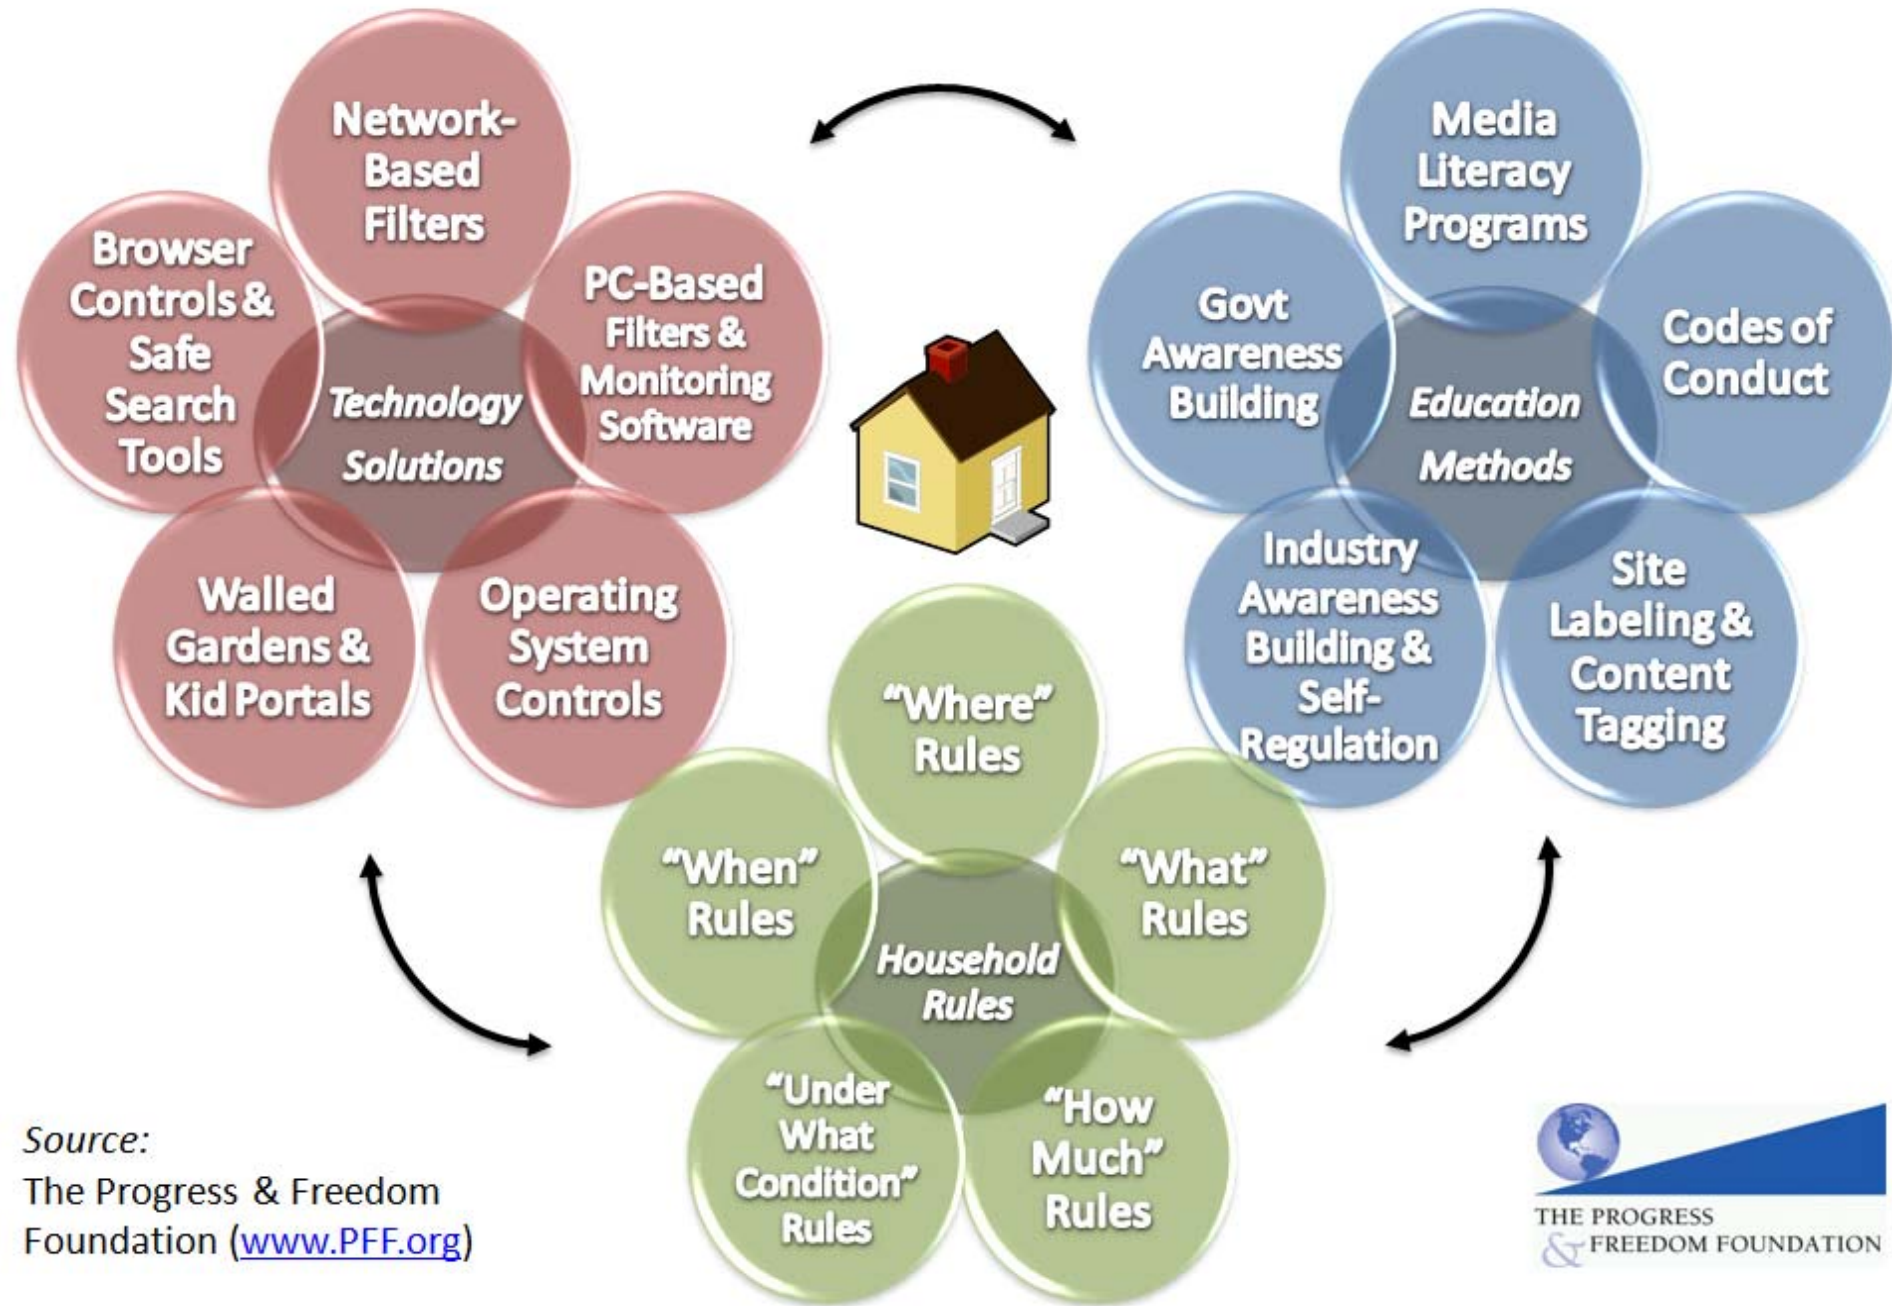 Network-
Based
Filters
Browser
Controls &
Safe
Search
Tools
PC-Based
Filters &
Monitoring
Software
Technology
Solutions
Walled
Gardens &
Kid Portals
Operating
System
Controls
Media
Literacy
Programs
Govt
Awareness
Building
Codes of
Conduct
Education
Methods
Industry
Awareness
Building &
Self-
Regulation
Site
Labeling &
Content
Tagging
“Where”
Rules
“When”
Rules
“What”
Rules
Household
Rules
“Under
What
Condition”
Rules
“How
Much”
Rules
Source:
The Progress & Freedom
Foundation (www.PFF.org)
THE PROGRESS
& FREEDOM FOUNDATION